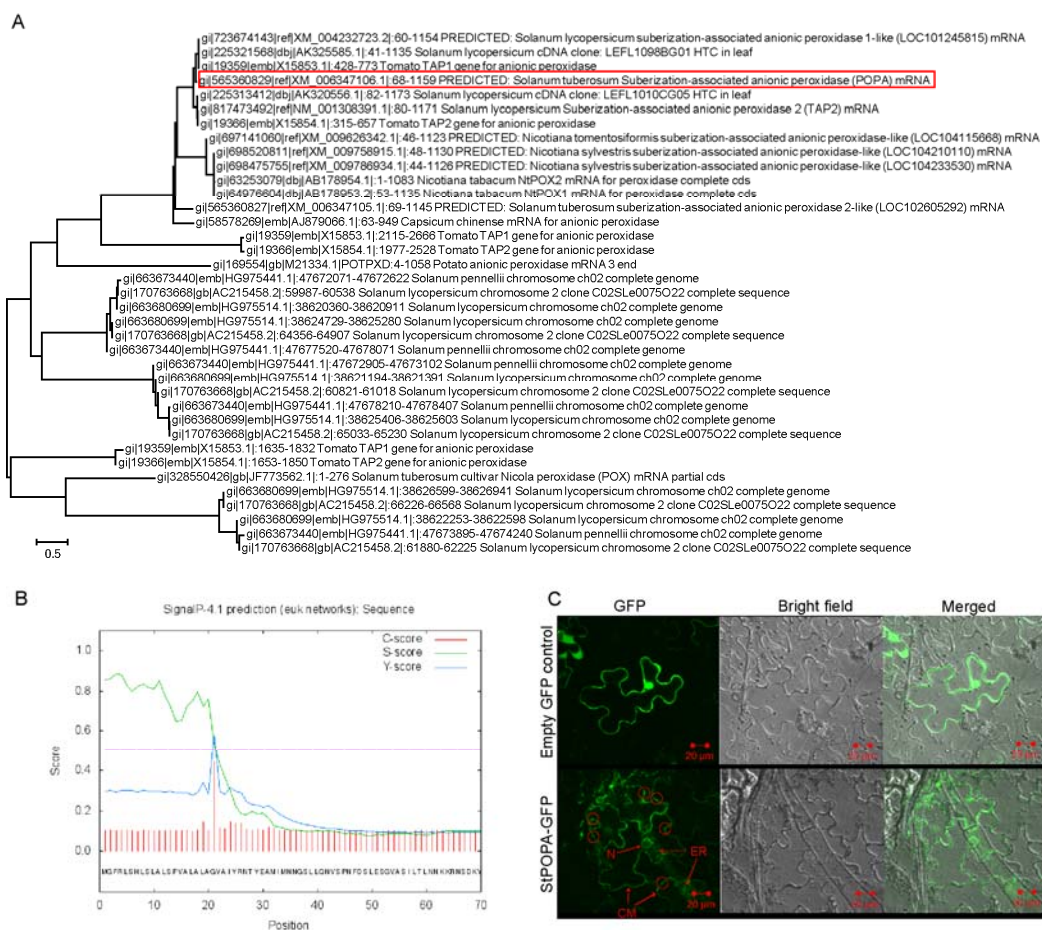 A
gi|723674143|ref|XM_004232723.2|:60-1154 PREDICTED: Solanum lycopersicum suberization-associated anionic peroxidase 1-like (LOC101245815) mRNA
gi|225321568|dbj|AK325585.1|:41-1135 Solanum lycopersicum cDNA clone: LEFL1098BG01 HTC in leaf
gi|19359|emb|X15853.1|:428-773 Tomato TAP1 gene for anionic peroxidase
gi|565360829|ref|XM_006347106.1|:68-1159 PREDICTED: Solanum tuberosum Suberization-associated anionic peroxidase (POPA) mRNA
gi|225313412|dbj|AK320556.1|:82-1173 Solanum lycopersicum cDNA clone: LEFL1010CG05 HTC in leaf
gi|817473492|ref|NM_001308391.1|:80-1171 Solanum lycopersicum Suberization-associated anionic peroxidase 2 (TAP2) mRNA
gi|19366|emb|X15854.1|:315-657 Tomato TAP2 gene for anionic peroxidase
gi|697141060|ref|XM_009626342.1|:46-1123 PREDICTED: Nicotiana tomentosiformis suberization-associated anionic peroxidase-like (LOC104115668) mRNA
gi|698520811|ref|XM_009758915.1|:48-1130 PREDICTED: Nicotiana sylvestris suberization-associated anionic peroxidase-like (LOC104210110) mRNA
gi|698475755|ref|XM_009786934.1|:44-1126 PREDICTED: Nicotiana sylvestris suberization-associated anionic peroxidase-like (LOC104233530) mRNA
gi|63253079|dbj|AB178954.1|:1-1083 Nicotiana tabacum NtPOX2 mRNA for peroxidase complete cds
gi|64976604|dbj|AB178953.2|:53-1135 Nicotiana tabacum NtPOX1 mRNA for peroxidase complete cds
gi|565360827|ref|XM_006347105.1|:69-1145 PREDICTED: Solanum tuberosum suberization-associated anionic peroxidase 2-like (LOC102605292) mRNA
gi|58578269|emb|AJ879066.1|:63-949 Capsicum chinense mRNA for anionic peroxidase
gi|19359|emb|X15853.1|:2115-2666 Tomato TAP1 gene for anionic peroxidase
gi|19366|emb|X15854.1|:1977-2528 Tomato TAP2 gene for anionic peroxidase
gi|169554|gb|M21334.1|POTPXD:4-1058 Potato anionic peroxidase mRNA 3 end
gi|663673440|emb|HG975441.1|:47672071-47672622 Solanum pennellii chromosome ch02 complete genome
gi|170763668|gb|AC215458.2|:59987-60538 Solanum lycopersicum chromosome 2 clone C02SLe0075O22 complete sequence
gi|663680699|emb|HG975514.1|:38620360-38620911 Solanum lycopersicum chromosome ch02 complete genome
gi|663680699|emb|HG975514.1|:38624729-38625280 Solanum lycopersicum chromosome ch02 complete genome
gi|170763668|gb|AC215458.2|:64356-64907 Solanum lycopersicum chromosome 2 clone C02SLe0075O22 complete sequence
gi|663673440|emb|HG975441.1|:47677520-47678071 Solanum pennellii chromosome ch02 complete genome
gi|663673440|emb|HG975441.1|:47672905-47673102 Solanum pennellii chromosome ch02 complete genome
gi|663680699|emb|HG975514.1|:38621194-38621391 Solanum lycopersicum chromosome ch02 complete genome
gi|170763668|gb|AC215458.2|:60821-61018 Solanum lycopersicum chromosome 2 clone C02SLe0075O22 complete sequence
gi|663673440|emb|HG975441.1|:47678210-47678407 Solanum pennellii chromosome ch02 complete genome
gi|663680699|emb|HG975514.1|:38625406-38625603 Solanum lycopersicum chromosome ch02 complete genome
gi|170763668|gb|AC215458.2|:65033-65230 Solanum lycopersicum chromosome 2 clone C02SLe0075O22 complete sequence
gi|19359|emb|X15853.1|:1635-1832 Tomato TAP1 gene for anionic peroxidase
gi|19366|emb|X15854.1|:1653-1850 Tomato TAP2 gene for anionic peroxidase
gi|328550426|gb|JF773562.1|:1-276 Solanum tuberosum cultivar Nicola peroxidase (POX) mRNA partial cds
gi|663680699|emb|HG975514.1|:38626599-38626941 Solanum lycopersicum chromosome ch02 complete genome
gi|170763668|gb|AC215458.2|:66226-66568 Solanum lycopersicum chromosome 2 clone C02SLe0075O22 complete sequence
gi|663680699|emb|HG975514.1|:38622253-38622598 Solanum lycopersicum chromosome ch02 complete genome
gi|663673440|emb|HG975441.1|:47673895-47674240 Solanum pennellii chromosome ch02 complete genome
gi|170763668|gb|AC215458.2|:61880-62225 Solanum lycopersicum chromosome 2 clone C02SLe0075O22 complete sequence
0.5
B
SignalP-4.1 prediction (euk networks): Sequence
C-score
S-score
Y-score
1.0
0.8
0.6
0.4
0.2
0.0
Score
0 10 20 30 40 50 60 70
Position
C
GFP Bright field Merged
Empty GFP control
20 µm
StPOPA-GFP
N
ER
CM
20 µm